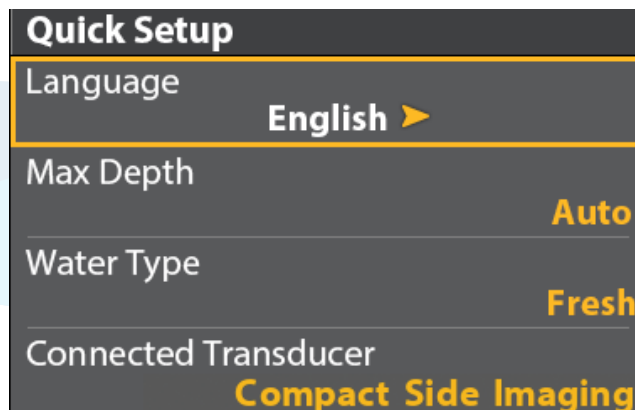 Quick Setup
Language
English
Max Depth
Auto
Water Type
Fresh
Connected Transducer
Compact Side Imaging